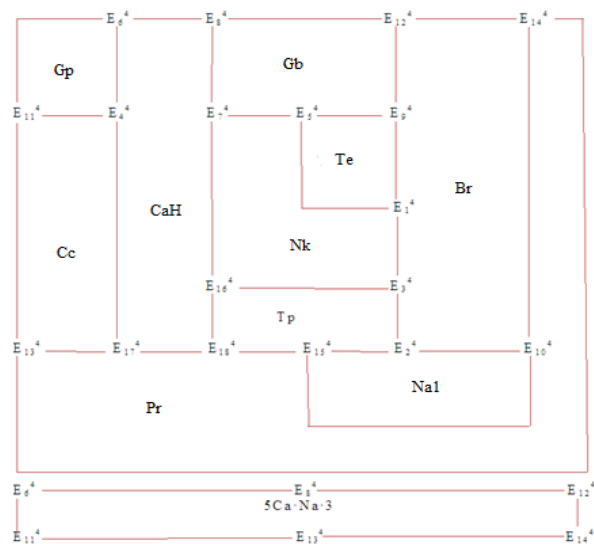 E₆⁴ E₈⁴ E₁₂⁴ E₁₄⁴
Gp Gb
E₁₁⁴ E₄⁴ E₇⁴ E₅⁴ E₉⁴
Te
Br
CaH E₁⁴
Cc Nk
E₁₆⁴ E₃⁴
Tp
E₁₃⁴ E₁₇⁴ E₁₈⁴ E₁₅⁴ E₂⁴ E₁₀⁴
Na1
Pr
E₆⁴ E₈⁴ E₁₂⁴
5Ca·Na·3
E₁₁⁴ E₁₃⁴ E₁₄⁴